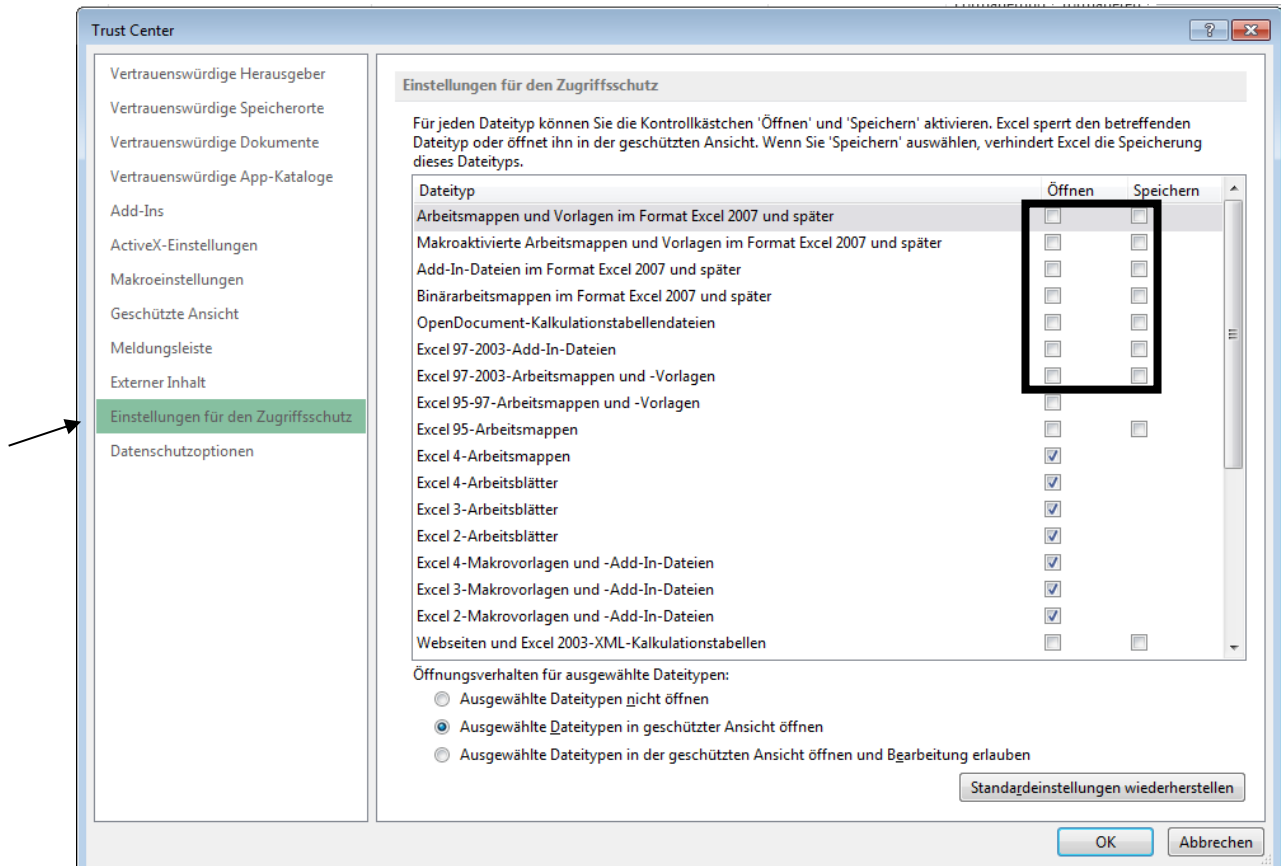 Trust Center
Vertrauenswürdige Herausgeber
Vertrauenswürdige Speicherorte
Vertrauenswürdige Dokumente
Vertrauenswürdige App-Kataloge
Add-Ins
ActiveX-Einstellungen
Makroeinstellungen
Geschützte Ansicht
Meldungsleiste
Externer Inhalt
Einstellungen für den Zugriffsschutz
Datenschutzoptionen
Einstellungen für den Zugriffsschutz
Für jeden Dateityp können Sie die Kontrollkästchen 'Öffnen' und 'Speichern' aktivieren. Excel sperrt den betreffenden
Dateityp oder öffnet ihn in der geschützten Ansicht. Wenn Sie 'Speichern' auswählen, verhindert Excel die Speicherung
dieses Dateityps.
Dateityp Öffnen Speichern
Arbeitsmappen und Vorlagen im Format Excel 2007 und später
Makroaktivierte Arbeitsmappen und Vorlagen im Format Excel 2007 und später
Add-In-Dateien im Format Excel 2007 und später
Binärarbeitsmappen im Format Excel 2007 und später
OpenDocument-Kalkulationstabellendateien
Excel 97-2003-Add-In-Dateien
Excel 97-2003-Arbeitsmappen und -Vorlagen
Excel 95-97-Arbeitsmappen und -Vorlagen
Excel 95-Arbeitsmappen
Excel 4-Arbeitsmappen
Excel 4-Arbeitsblätter
Excel 3-Arbeitsblätter
Excel 2-Arbeitsblätter
Excel 4-Makrovorlagen und -Add-In-Dateien
Excel 3-Makrovorlagen und -Add-In-Dateien
Excel 2-Makrovorlagen und -Add-In-Dateien
Webseiten und Excel 2003-XML-Kalkulationstabellen
Öffnungsverhalten für ausgewählte Dateitypen:
Ausgewählte Dateitypen nicht öffnen
Ausgewählte Dateitypen in geschützter Ansicht öffnen
Ausgewählte Dateitypen in der geschützten Ansicht öffnen und Bearbeitung erlauben
Standardeinstellungen wiederherstellen
OK Abbrechen